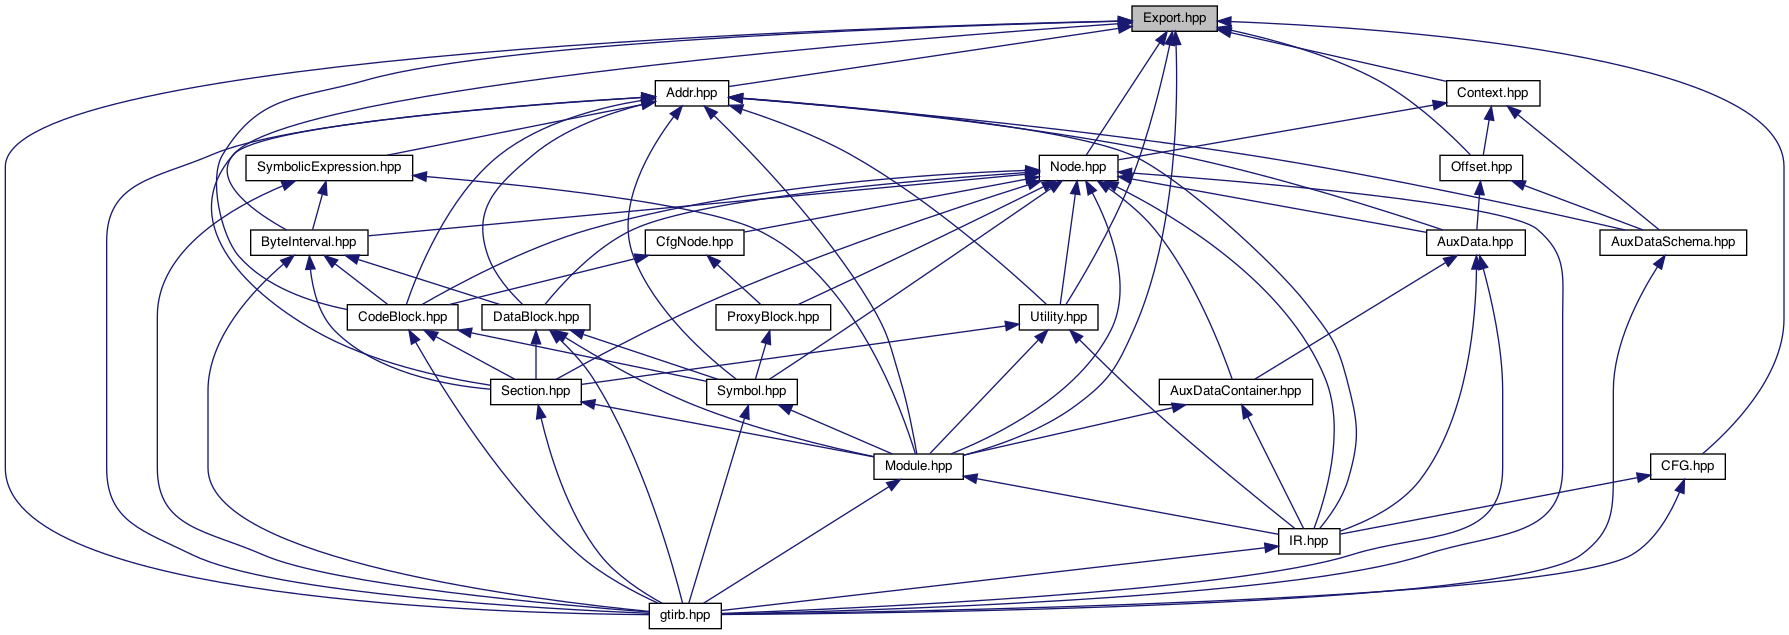 Export.hpp
Addr.hpp
Context.hpp
SymbolicExpression.hpp
Node.hpp
Offset.hpp
ByteInterval.hpp
CfgNode.hpp
AuxData.hpp
AuxDataSchema.hpp
CodeBlock.hpp
DataBlock.hpp
ProxyBlock.hpp
Utility.hpp
Section.hpp
Symbol.hpp
AuxDataContainer.hpp
Module.hpp
CFG.hpp
IR.hpp
gtirb.hpp